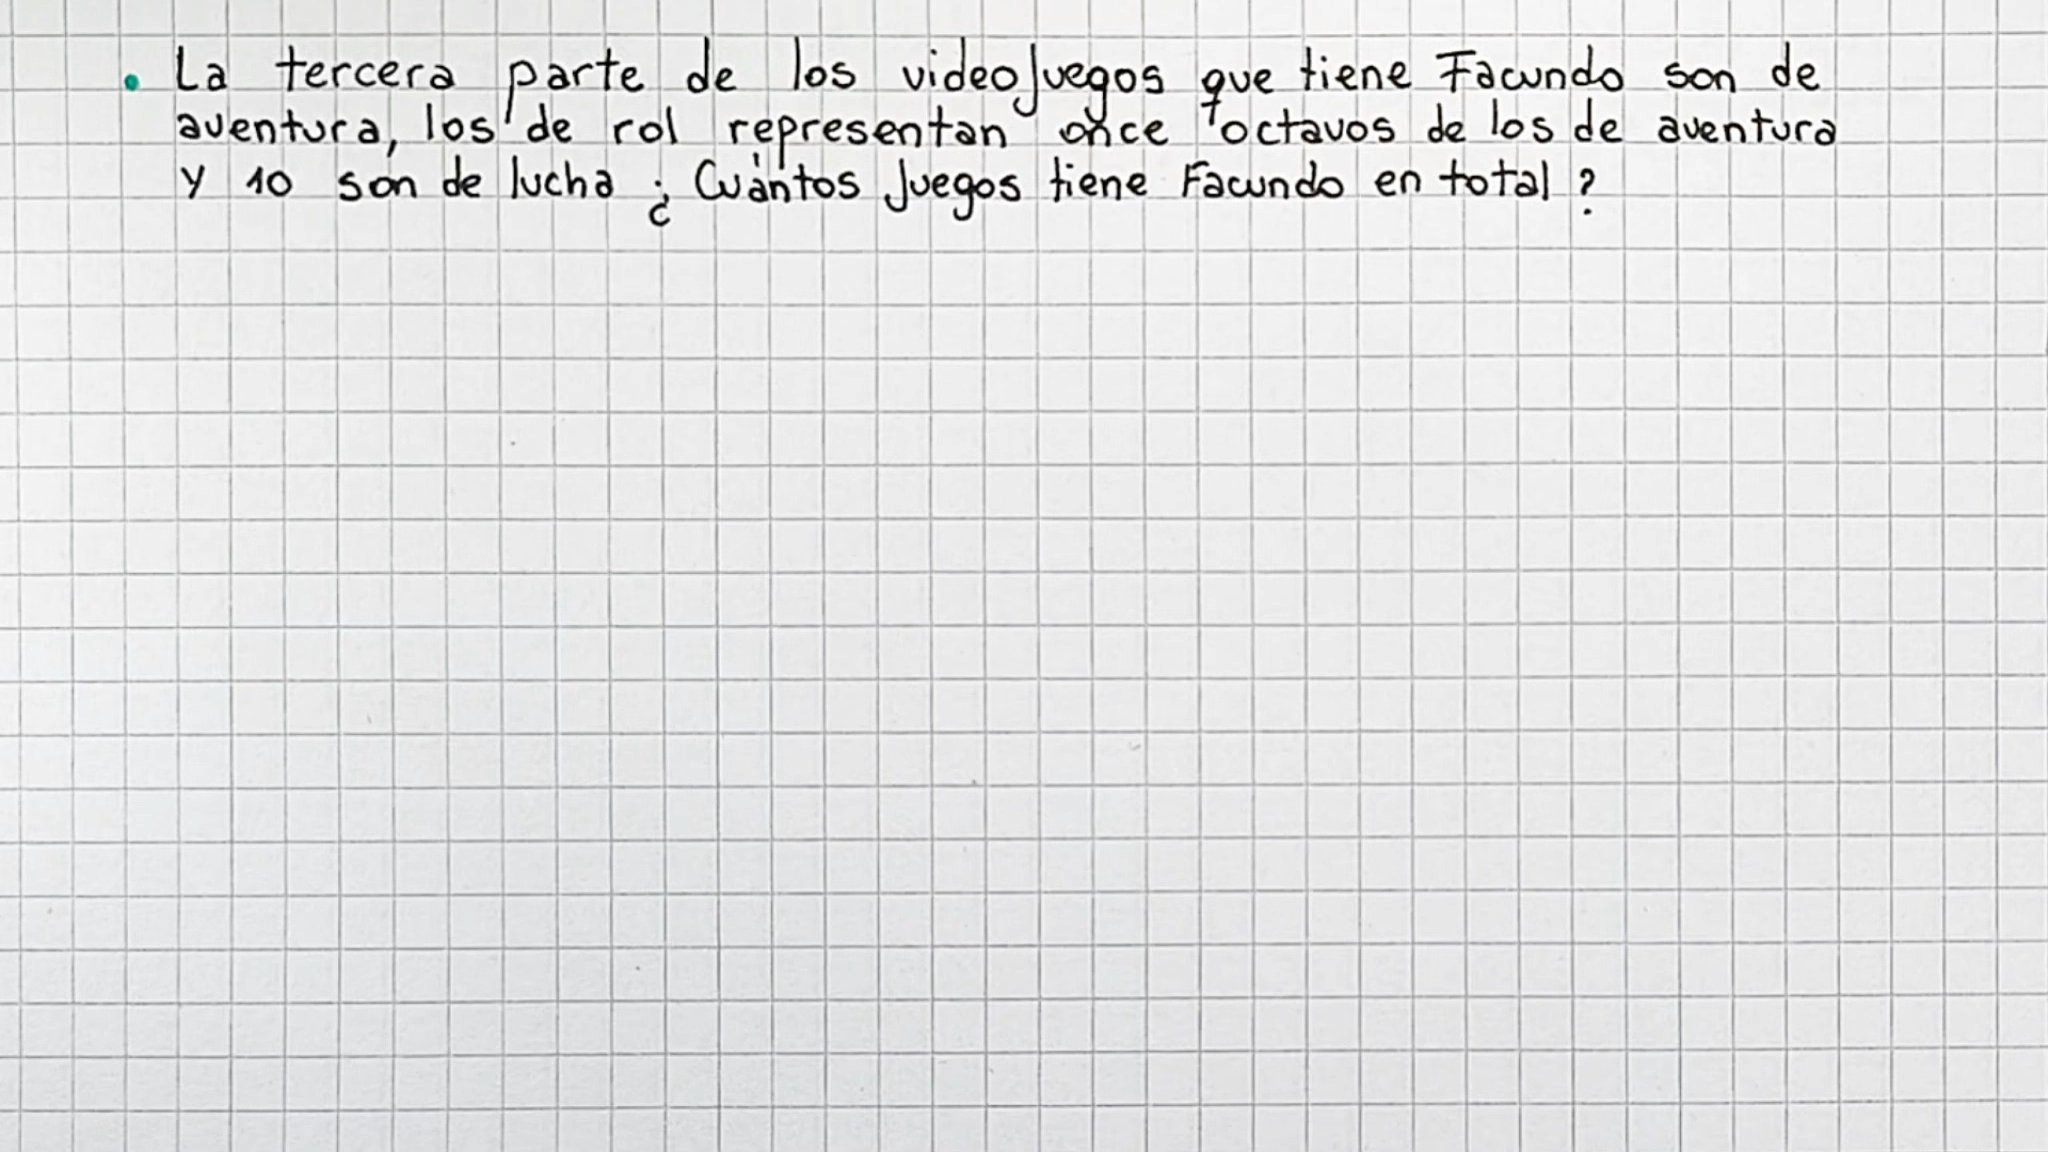 • La tercera parte de los videojuegos que tiene Facundo son de
aventura, los de rol representan once octavos de los de aventura
y 10 son de lucha ¿ Cuántos juegos tiene Facundo en total ?